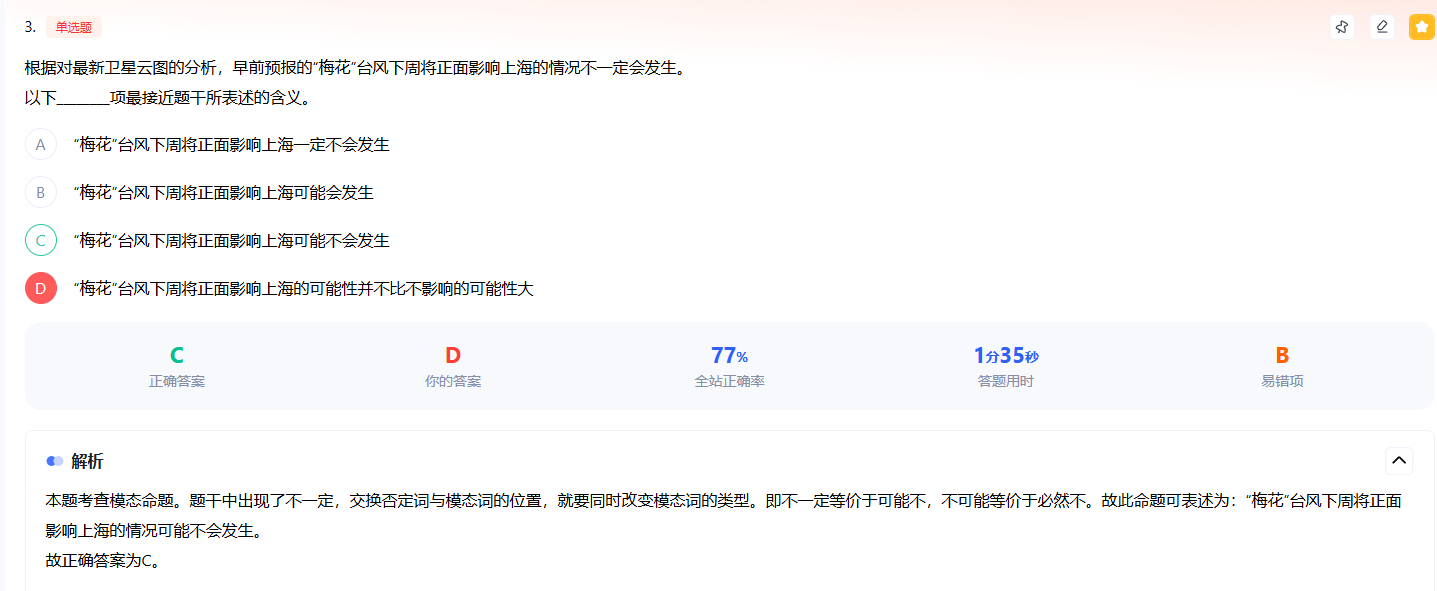 3. 单选题
根据对最新卫星云图的分析，早前预报的“梅花”台风下周将正面影响上海的情况不一定会发生。
以下_______项最接近题干所表述的含义。
A “梅花”台风下周将正面影响上海一定不会发生
B “梅花”台风下周将正面影响上海可能会发生
C “梅花”台风下周将正面影响上海可能不会发生
D “梅花”台风下周将正面影响上海的可能性并不比不影响的可能性大
C D 77% 1分35秒 B
正确答案 你的答案 全站正确率 答题用时 易错项
解析
本题考查模态命题。题干中出现了不一定，交换否定词与模态词的位置，就要同时改变模态词的类型。即不一定等价于可能不，不可能等价于必然不。故此命题可表述为：“梅花”台风下周将正面
影响上海的情况可能不会发生。
故正确答案为C。